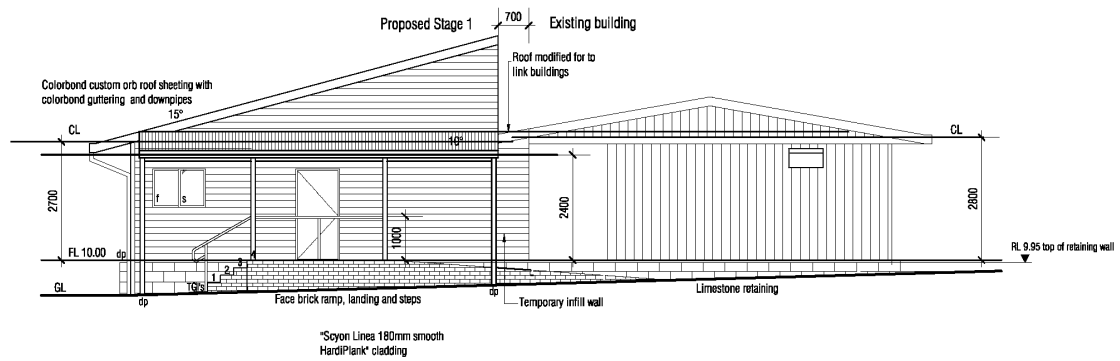 Proposed Stage 1
700
Existing building
Roof modified for to
link buildings
Colorbond custom orb roof sheeting with
colorbond guttering and downpipes
15°
CL
10°
CL
2700
f s
2400
2800
1000
FL 10.00
dp
4
3
2
1
RL 9.95 top of retaining wall
GL
TGI's
dp
Face brick ramp, landing and steps
dp
Temporary infill wall
Limestone retaining
"Scyon Linea 180mm smooth
HardiPlank" cladding